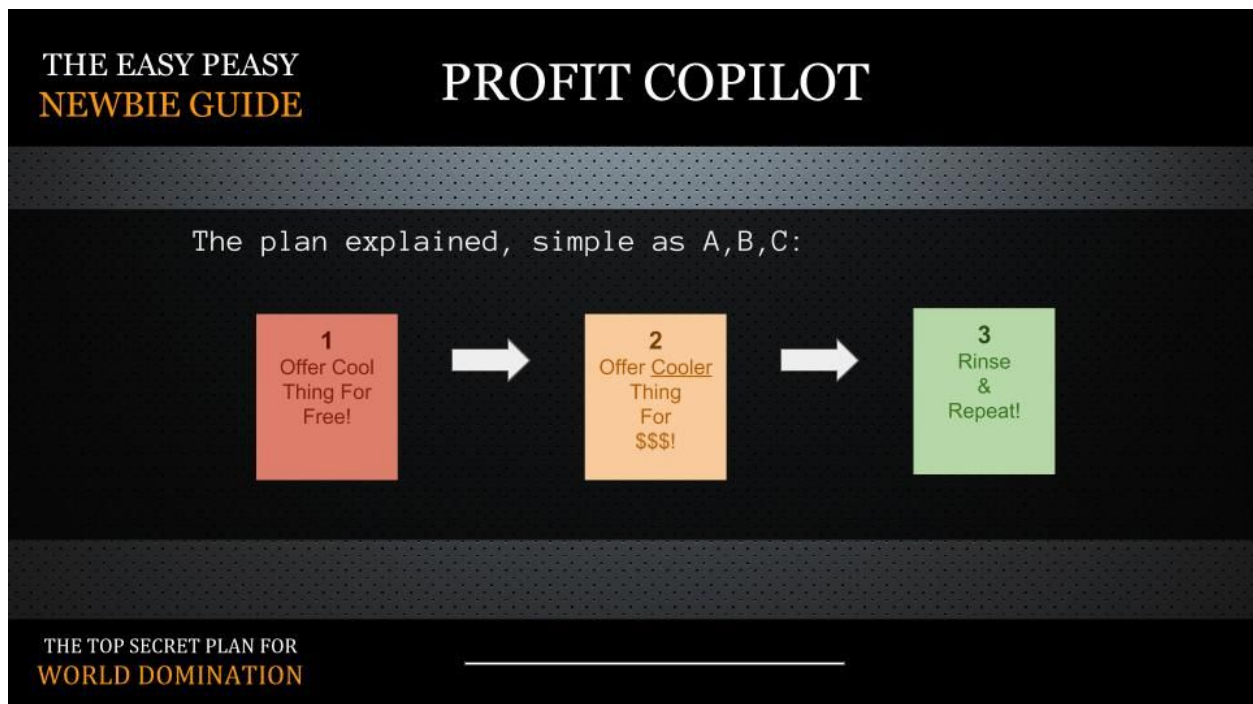 THE EASY PEASY
NEWBIE GUIDE
PROFIT COPILOT
The plan explained, simple as A,B,C:
1
Offer Cool
Thing For
Free!
2
Offer Cooler
Thing
For
$$$!
3
Rinse
&
Repeat!
THE TOP SECRET PLAN FOR
WORLD DOMINATION